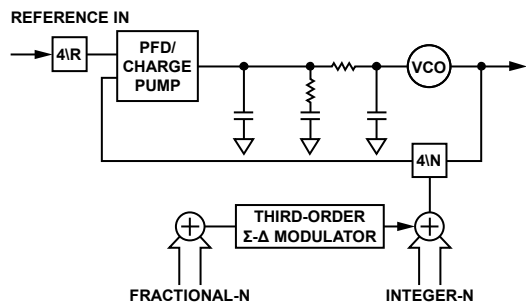 REFERENCE IN
4\R
PFD/
CHARGE
PUMP
VCO
4\N
THIRD-ORDER
Σ-Δ MODULATOR
FRACTIONAL-N
INTEGER-N